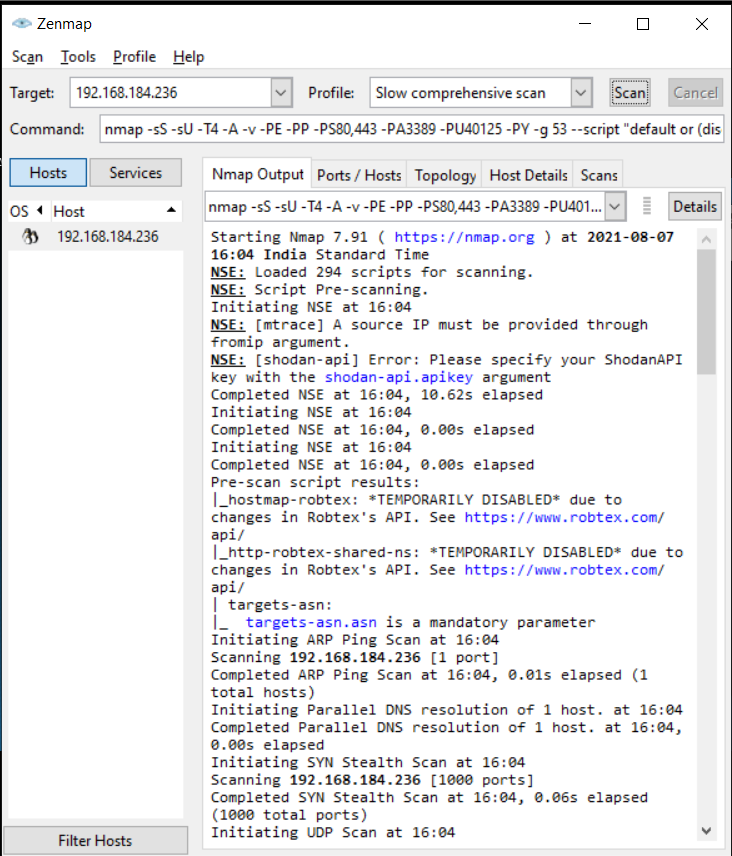 Zenmap
Scan Tools Profile Help
Target: 192.168.184.236 Profile: Slow comprehensive scan Scan Cancel
Command: nmap -sS -sU -T4 -A -v -PE -PP -PS80,443 -PA3389 -PU40125 -PY -g 53 --script "default or (dis
Hosts Services
Nmap Output Ports / Hosts Topology Host Details Scans
OS Host
192.168.184.236
nmap -sS -sU -T4 -A -v -PE -PP -PS80,443 -PA3389 -PU401... Details
Starting Nmap 7.91 ( https://nmap.org ) at 2021-08-07
16:04 India Standard Time
NSE: Loaded 294 scripts for scanning.
NSE: Script Pre-scanning.
Initiating NSE at 16:04
NSE: [mtrace] A source IP must be provided through
fromip argument.
NSE: [shodan-api] Error: Please specify your ShodanAPI
key with the shodan-api.apikey argument
Completed NSE at 16:04, 10.62s elapsed
Initiating NSE at 16:04
Completed NSE at 16:04, 0.00s elapsed
Initiating NSE at 16:04
Completed NSE at 16:04, 0.00s elapsed
Pre-scan script results:
|_hostmap-robtex: *TEMPORARILY DISABLED* due to
changes in Robtex's API. See https://www.robtex.com/
api/
|_http-robtex-shared-ns: *TEMPORARILY DISABLED* due to
changes in Robtex's API. See https://www.robtex.com/
api/
| targets-asn:
|_  targets-asn.asn is a mandatory parameter
Initiating ARP Ping Scan at 16:04
Scanning 192.168.184.236 [1 port]
Completed ARP Ping Scan at 16:04, 0.01s elapsed (1
total hosts)
Initiating Parallel DNS resolution of 1 host. at 16:04
Completed Parallel DNS resolution of 1 host. at 16:04,
0.00s elapsed
Initiating SYN Stealth Scan at 16:04
Scanning 192.168.184.236 [1000 ports]
Completed SYN Stealth Scan at 16:04, 0.06s elapsed
(1000 total ports)
Initiating UDP Scan at 16:04
Filter Hosts